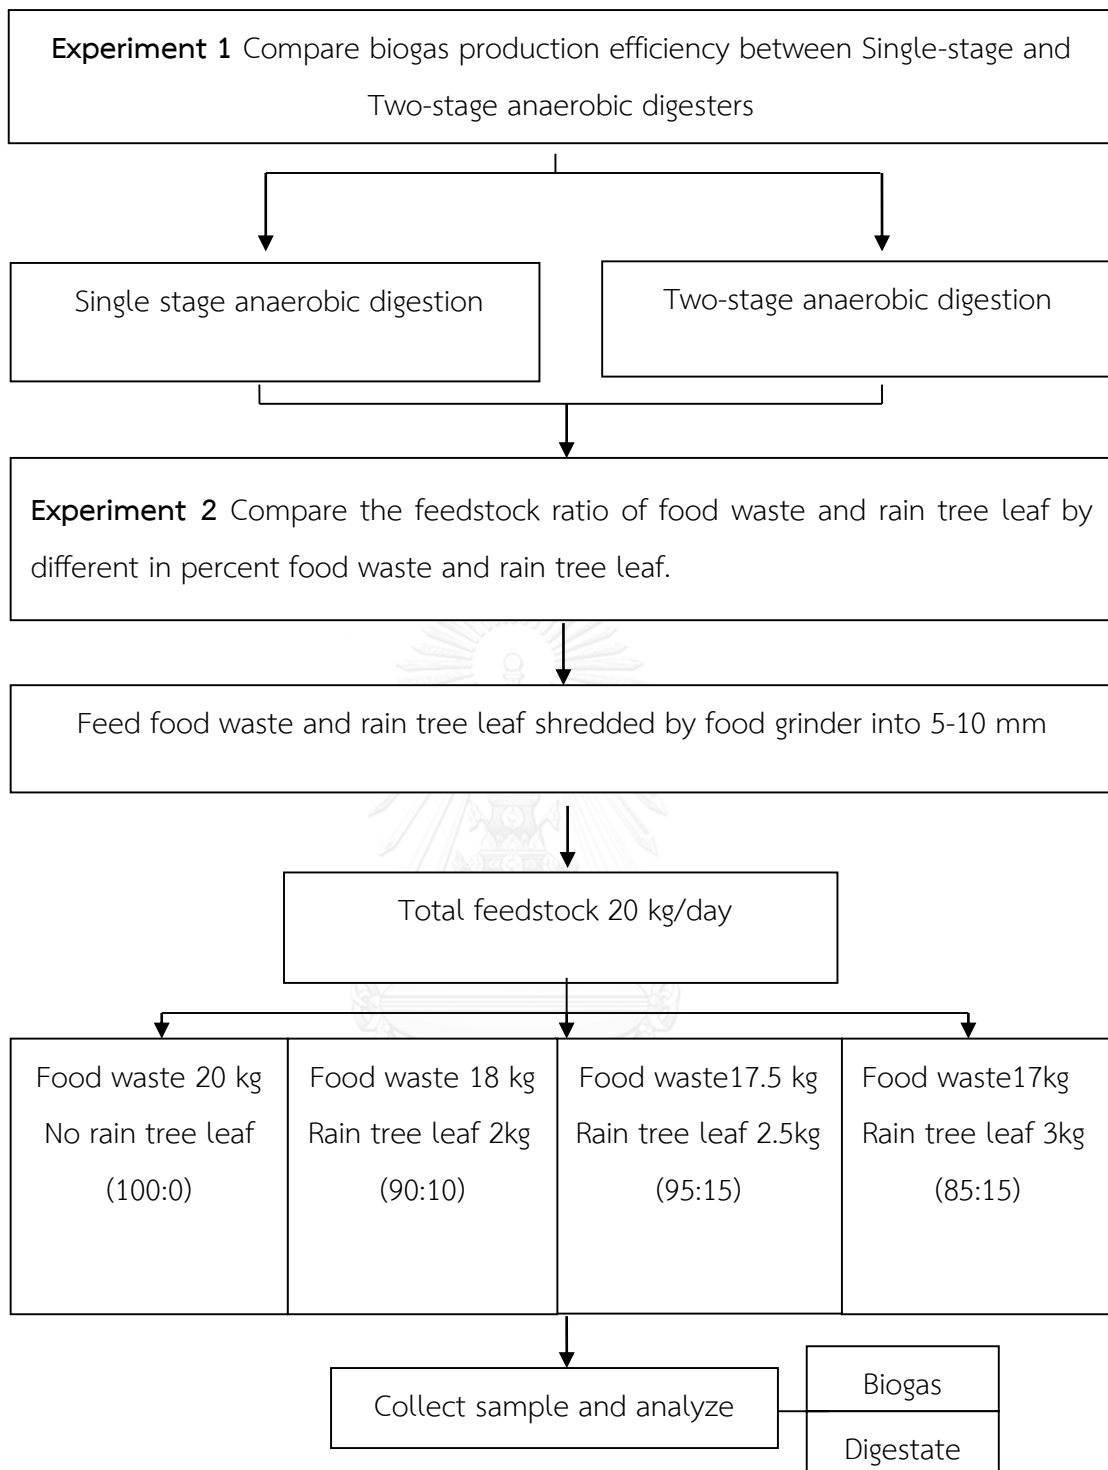 Experiment 1 Compare biogas production efficiency between Single-stage and
Two-stage anaerobic digesters
Single stage anaerobic digestion
Two-stage anaerobic digestion
Experiment 2 Compare the feedstock ratio of food waste and rain tree leaf by
different in percent food waste and rain tree leaf.
Feed food waste and rain tree leaf shredded by food grinder into 5-10 mm
Total feedstock 20 kg/day
Food waste 20 kg
No rain tree leaf
(100:0)
Food waste 18 kg
Rain tree leaf 2kg
(90:10)
Food waste17.5 kg
Rain tree leaf 2.5kg
(95:15)
Food waste17kg
Rain tree leaf 3kg
(85:15)
Collect sample and analyze
Biogas
Digestate